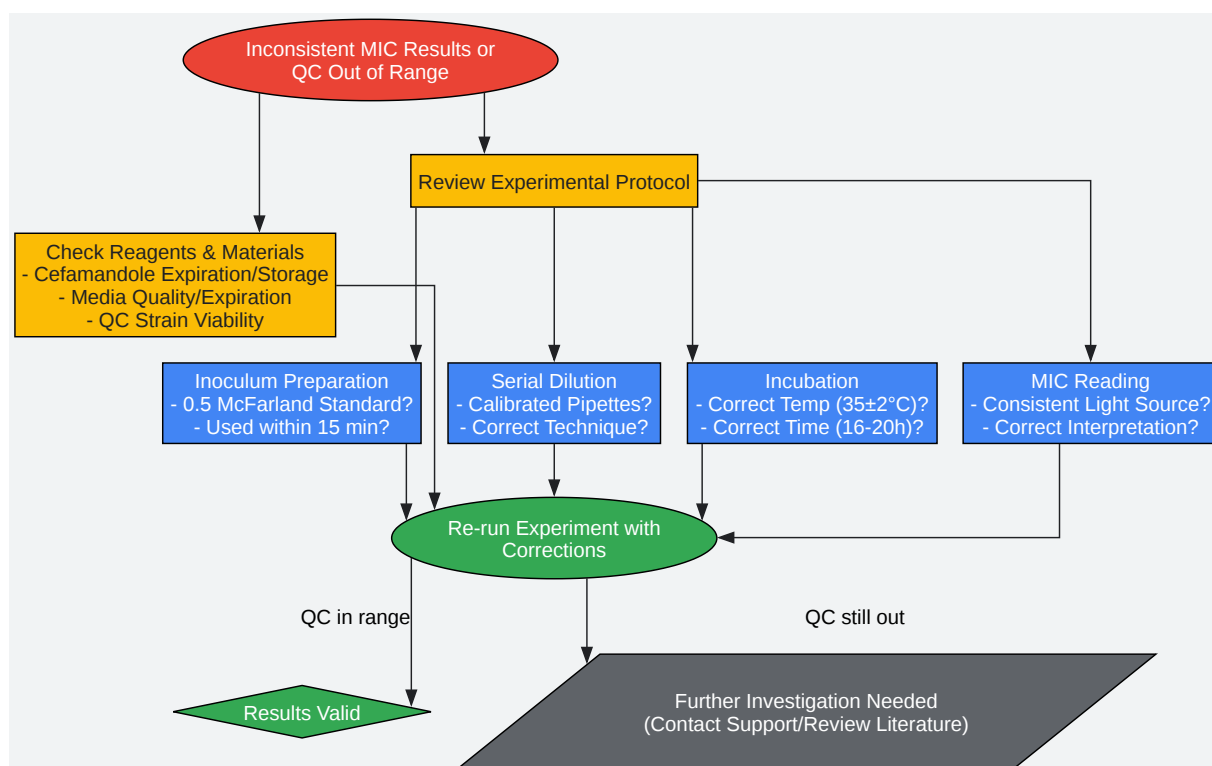 Inconsistent MIC Results or
QC Out of Range
Review Experimental Protocol
Check Reagents & Materials
- Cefamandole Expiration/Storage
- Media Quality/Expiration
- QC Strain Viability
Inoculum Preparation
- 0.5 McFarland Standard?
- Used within 15 min?
Serial Dilution
- Calibrated Pipettes?
- Correct Technique?
Incubation
- Correct Temp (35±2°C)?
- Correct Time (16-20h)?
MIC Reading
- Consistent Light Source?
- Correct Interpretation?
Re-run Experiment with
Corrections
QC in range
QC still out
Results Valid
Further Investigation Needed
(Contact Support/Review Literature)